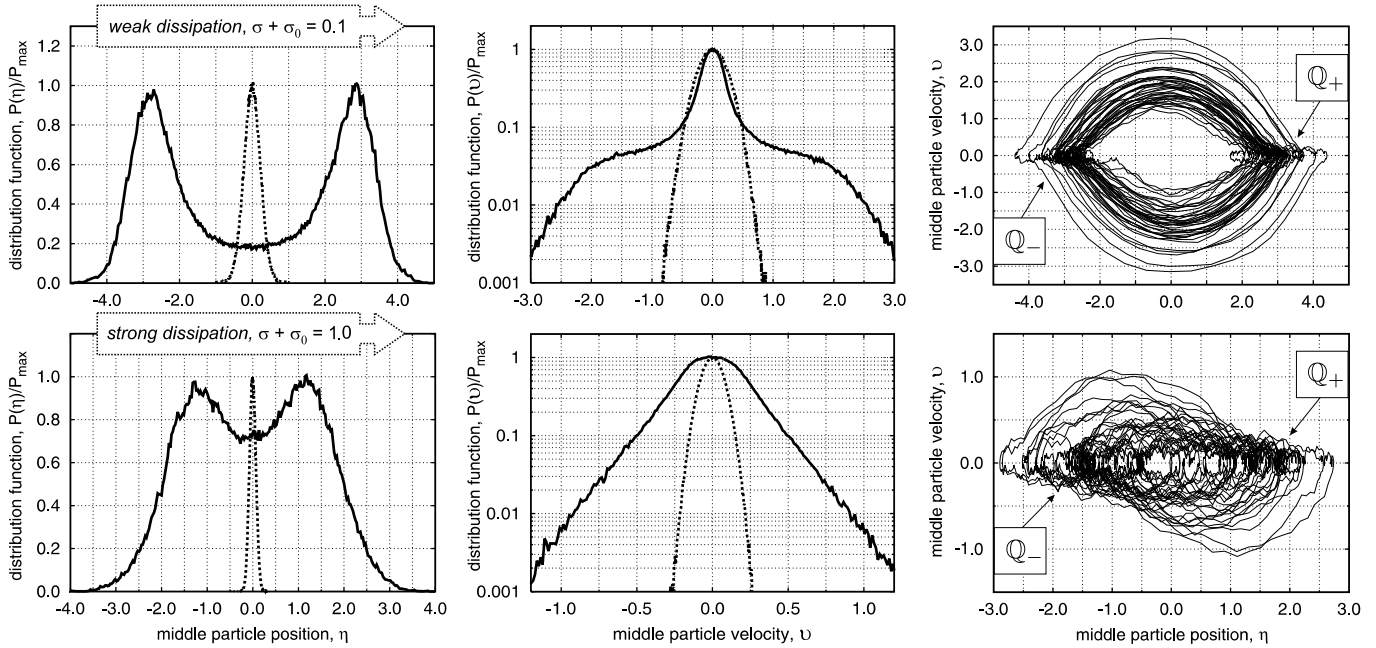 weak dissipation, σ + σ₀ = 0.1
distribution function, P(η)/Pmax
1.2
1.0
0.8
0.6
0.4
0.2
0.0
-4.0 -2.0 0.0 2.0 4.0
distribution function, P(υ)/Pmax
1
0.1
0.01
0.001
-3.0 -2.0 -1.0 0.0 1.0 2.0 3.0
middle particle velocity, υ
3.0
2.0
1.0
0.0
-1.0
-2.0
-3.0
ℚ₊
ℚ₋
-4.0 -2.0 0.0 2.0 4.0
strong dissipation, σ + σ₀ = 1.0
distribution function, P(η)/Pmax
1.0
0.8
0.6
0.4
0.2
0.0
-4.0 -3.0 -2.0 -1.0 0.0 1.0 2.0 3.0 4.0
middle particle position, η
distribution function, P(υ)/Pmax
1
0.1
0.01
0.001
-1.0 -0.5 0.0 0.5 1.0
middle particle velocity, υ
middle particle velocity, υ
1.0
0.0
-1.0
ℚ₊
ℚ₋
-3.0 -2.0 -1.0 0.0 1.0 2.0 3.0
middle particle position, η